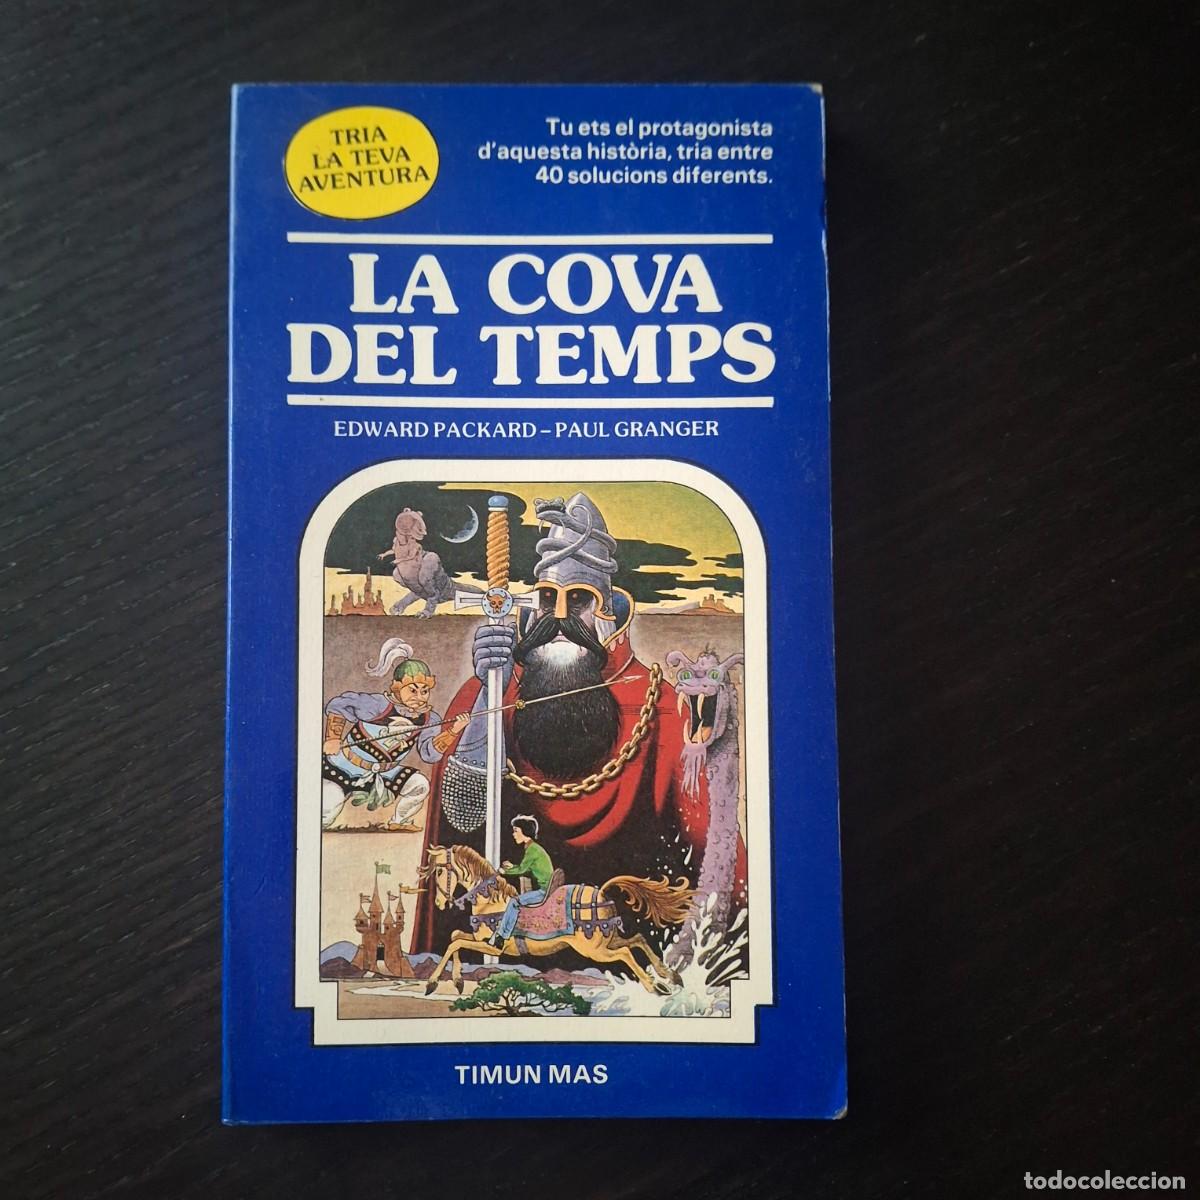 TRIA
LA TEVA
AVENTURA
Tu ets el protagonista
d'aquesta història, tria entre
40 solucions diferents.
LA COVA
DEL TEMPS
EDWARD PACKARD – PAUL GRANGER
TIMUN MAS
todocoleccion